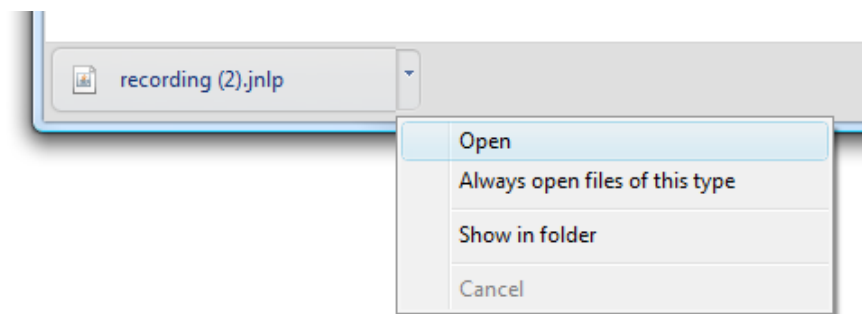 recording (2).jnlp
Open
Always open files of this type
Show in folder
Cancel